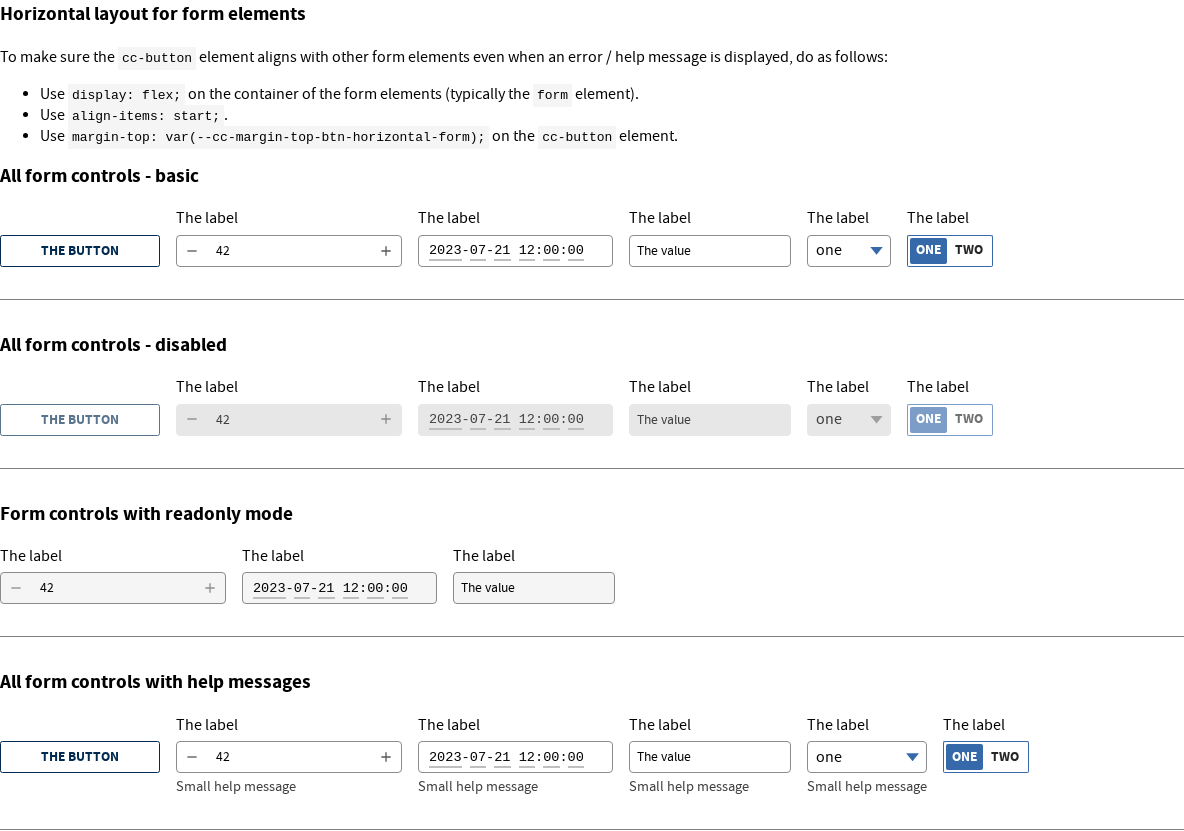 Horizontal layout for form elements
To make sure the cc-button element aligns with other form elements even when an error / help message is displayed, do as follows:
Use display: flex; on the container of the form elements (typically the form element).
Use align-items: start; .
Use margin-top: var(--cc-margin-top-btn-horizontal-form); on the cc-button element.
All form controls - basic
The label The label The label The label The label
THE BUTTON 42 2023-07-21 12:00:00 The value one ONE TWO
All form controls - disabled
The label The label The label The label The label
THE BUTTON 42 2023-07-21 12:00:00 The value one ONE TWO
Form controls with readonly mode
The label The label The label
42 2023-07-21 12:00:00 The value
All form controls with help messages
The label The label The label The label The label
THE BUTTON 42 2023-07-21 12:00:00 The value one ONE TWO
Small help message Small help message Small help message Small help message